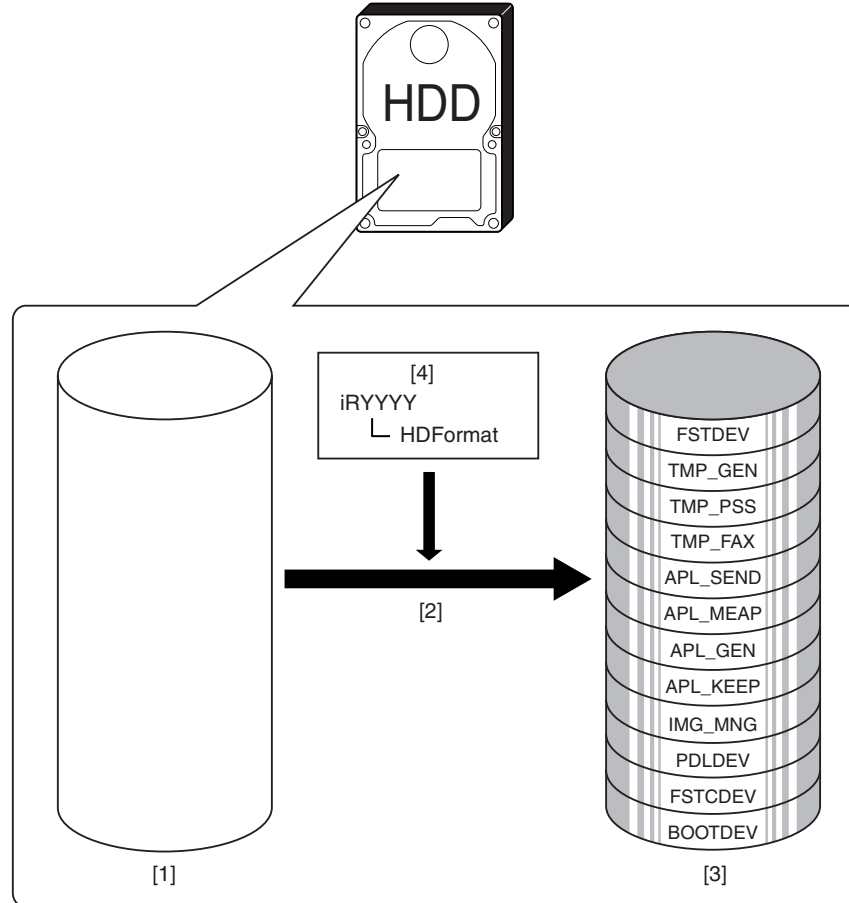 HDD
[4]
iRYYYY
HDFormat
[2]
FSTDEV
TMP_GEN
TMP_PSS
TMP_FAX
APL_SEND
APL_MEAP
APL_GEN
APL_KEEP
IMG_MNG
PDLDEV
FSTCDEV
BOOTDEV
[1]
[3]